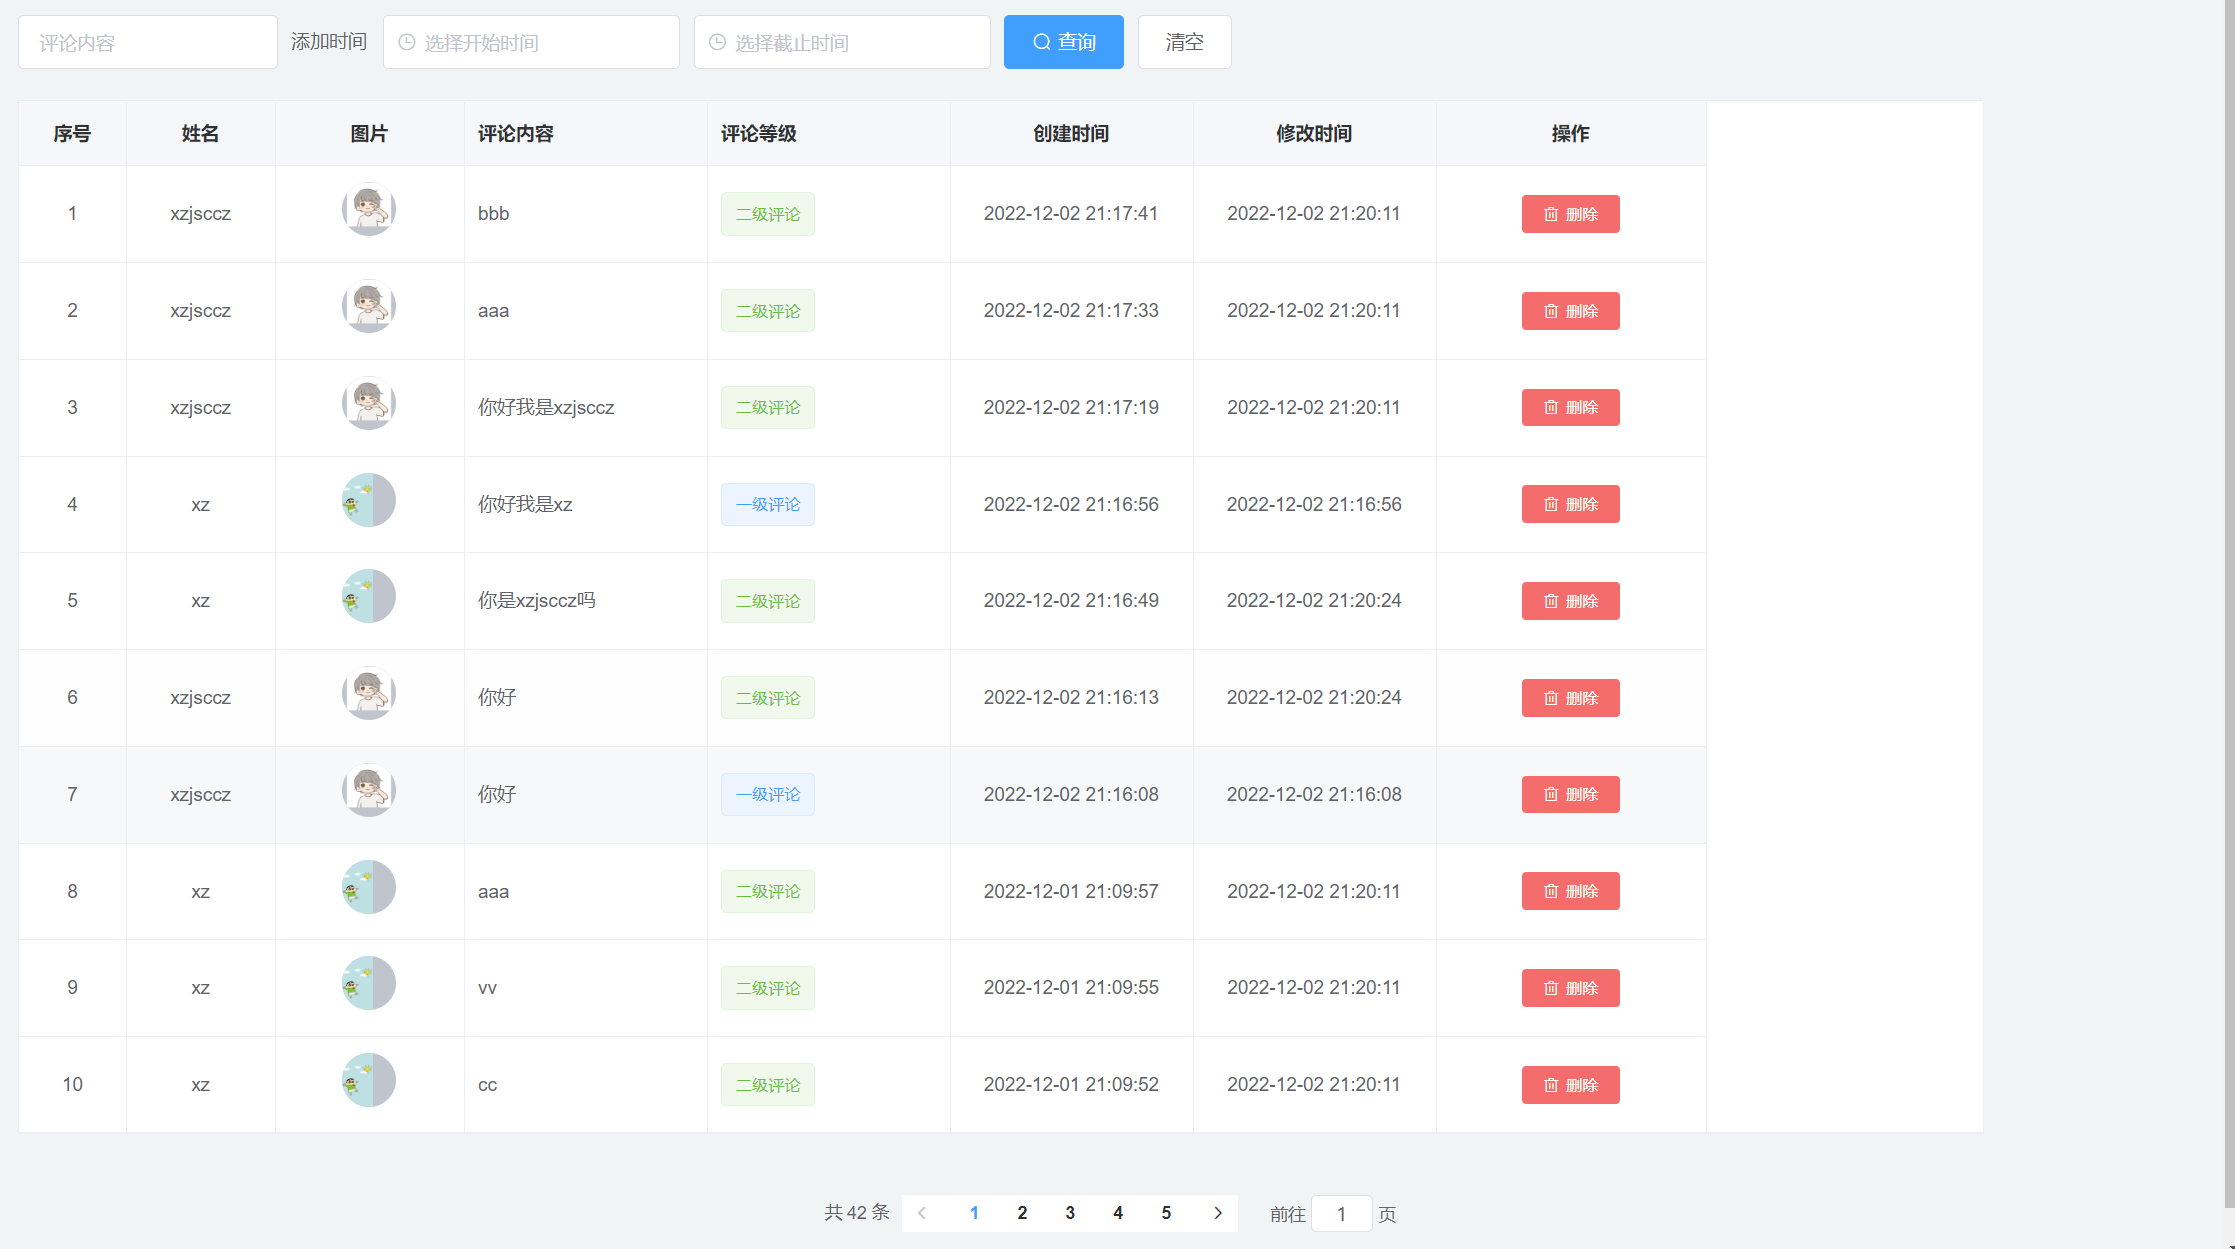 评论内容 添加时间 选择开始时间 选择截止时间 查询 清空
序号 姓名 图片 评论内容 评论等级 创建时间 修改时间 操作
1 xzjsccz bbb 二级评论 2022-12-02 21:17:41 2022-12-02 21:20:11 删除
2 xzjsccz aaa 二级评论 2022-12-02 21:17:33 2022-12-02 21:20:11 删除
3 xzjsccz 你好我是xzjsccz 二级评论 2022-12-02 21:17:19 2022-12-02 21:20:11 删除
4 xz 你好我是xz 一级评论 2022-12-02 21:16:56 2022-12-02 21:16:56 删除
5 xz 你是xzjsccz吗 二级评论 2022-12-02 21:16:49 2022-12-02 21:20:24 删除
6 xzjsccz 你好 二级评论 2022-12-02 21:16:13 2022-12-02 21:20:24 删除
7 xzjsccz 你好 一级评论 2022-12-02 21:16:08 2022-12-02 21:16:08 删除
8 xz aaa 二级评论 2022-12-01 21:09:57 2022-12-02 21:20:11 删除
9 xz vv 二级评论 2022-12-01 21:09:55 2022-12-02 21:20:11 删除
10 xz cc 二级评论 2022-12-01 21:09:52 2022-12-02 21:20:11 删除
共 42 条 1 2 3 4 5 前往 1 页